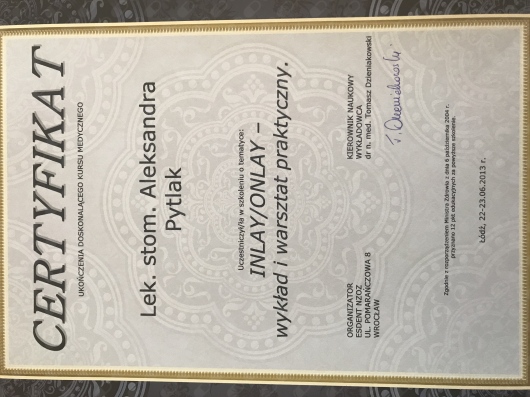 CERTYFIKAT
UKOŃCZENIA DOSKONALĄCEGO KURSU MEDYCZNEGO
Lek. stom. Aleksandra
Pytlak
Uczestniczył/ła w szkoleniu o tematyce:
INLAY/ONLAY –
wykład i warsztat praktyczny.
ORGANIZATOR
ESDENT NZOZ
UL. POMARAŃCZOWA 8
WROCŁAW
KIEROWNIK NAUKOWY
WYKŁADOWCA
dr n. med. Tomasz Dzieniakowski
Zgodnie z rozporządzeniem Ministra Zdrowia z dnia 6 października 2004 r.
przyznano 12 pkt edukacyjnych za powyższe szkolenie.
Łódź, 22-23.06.2013 r.